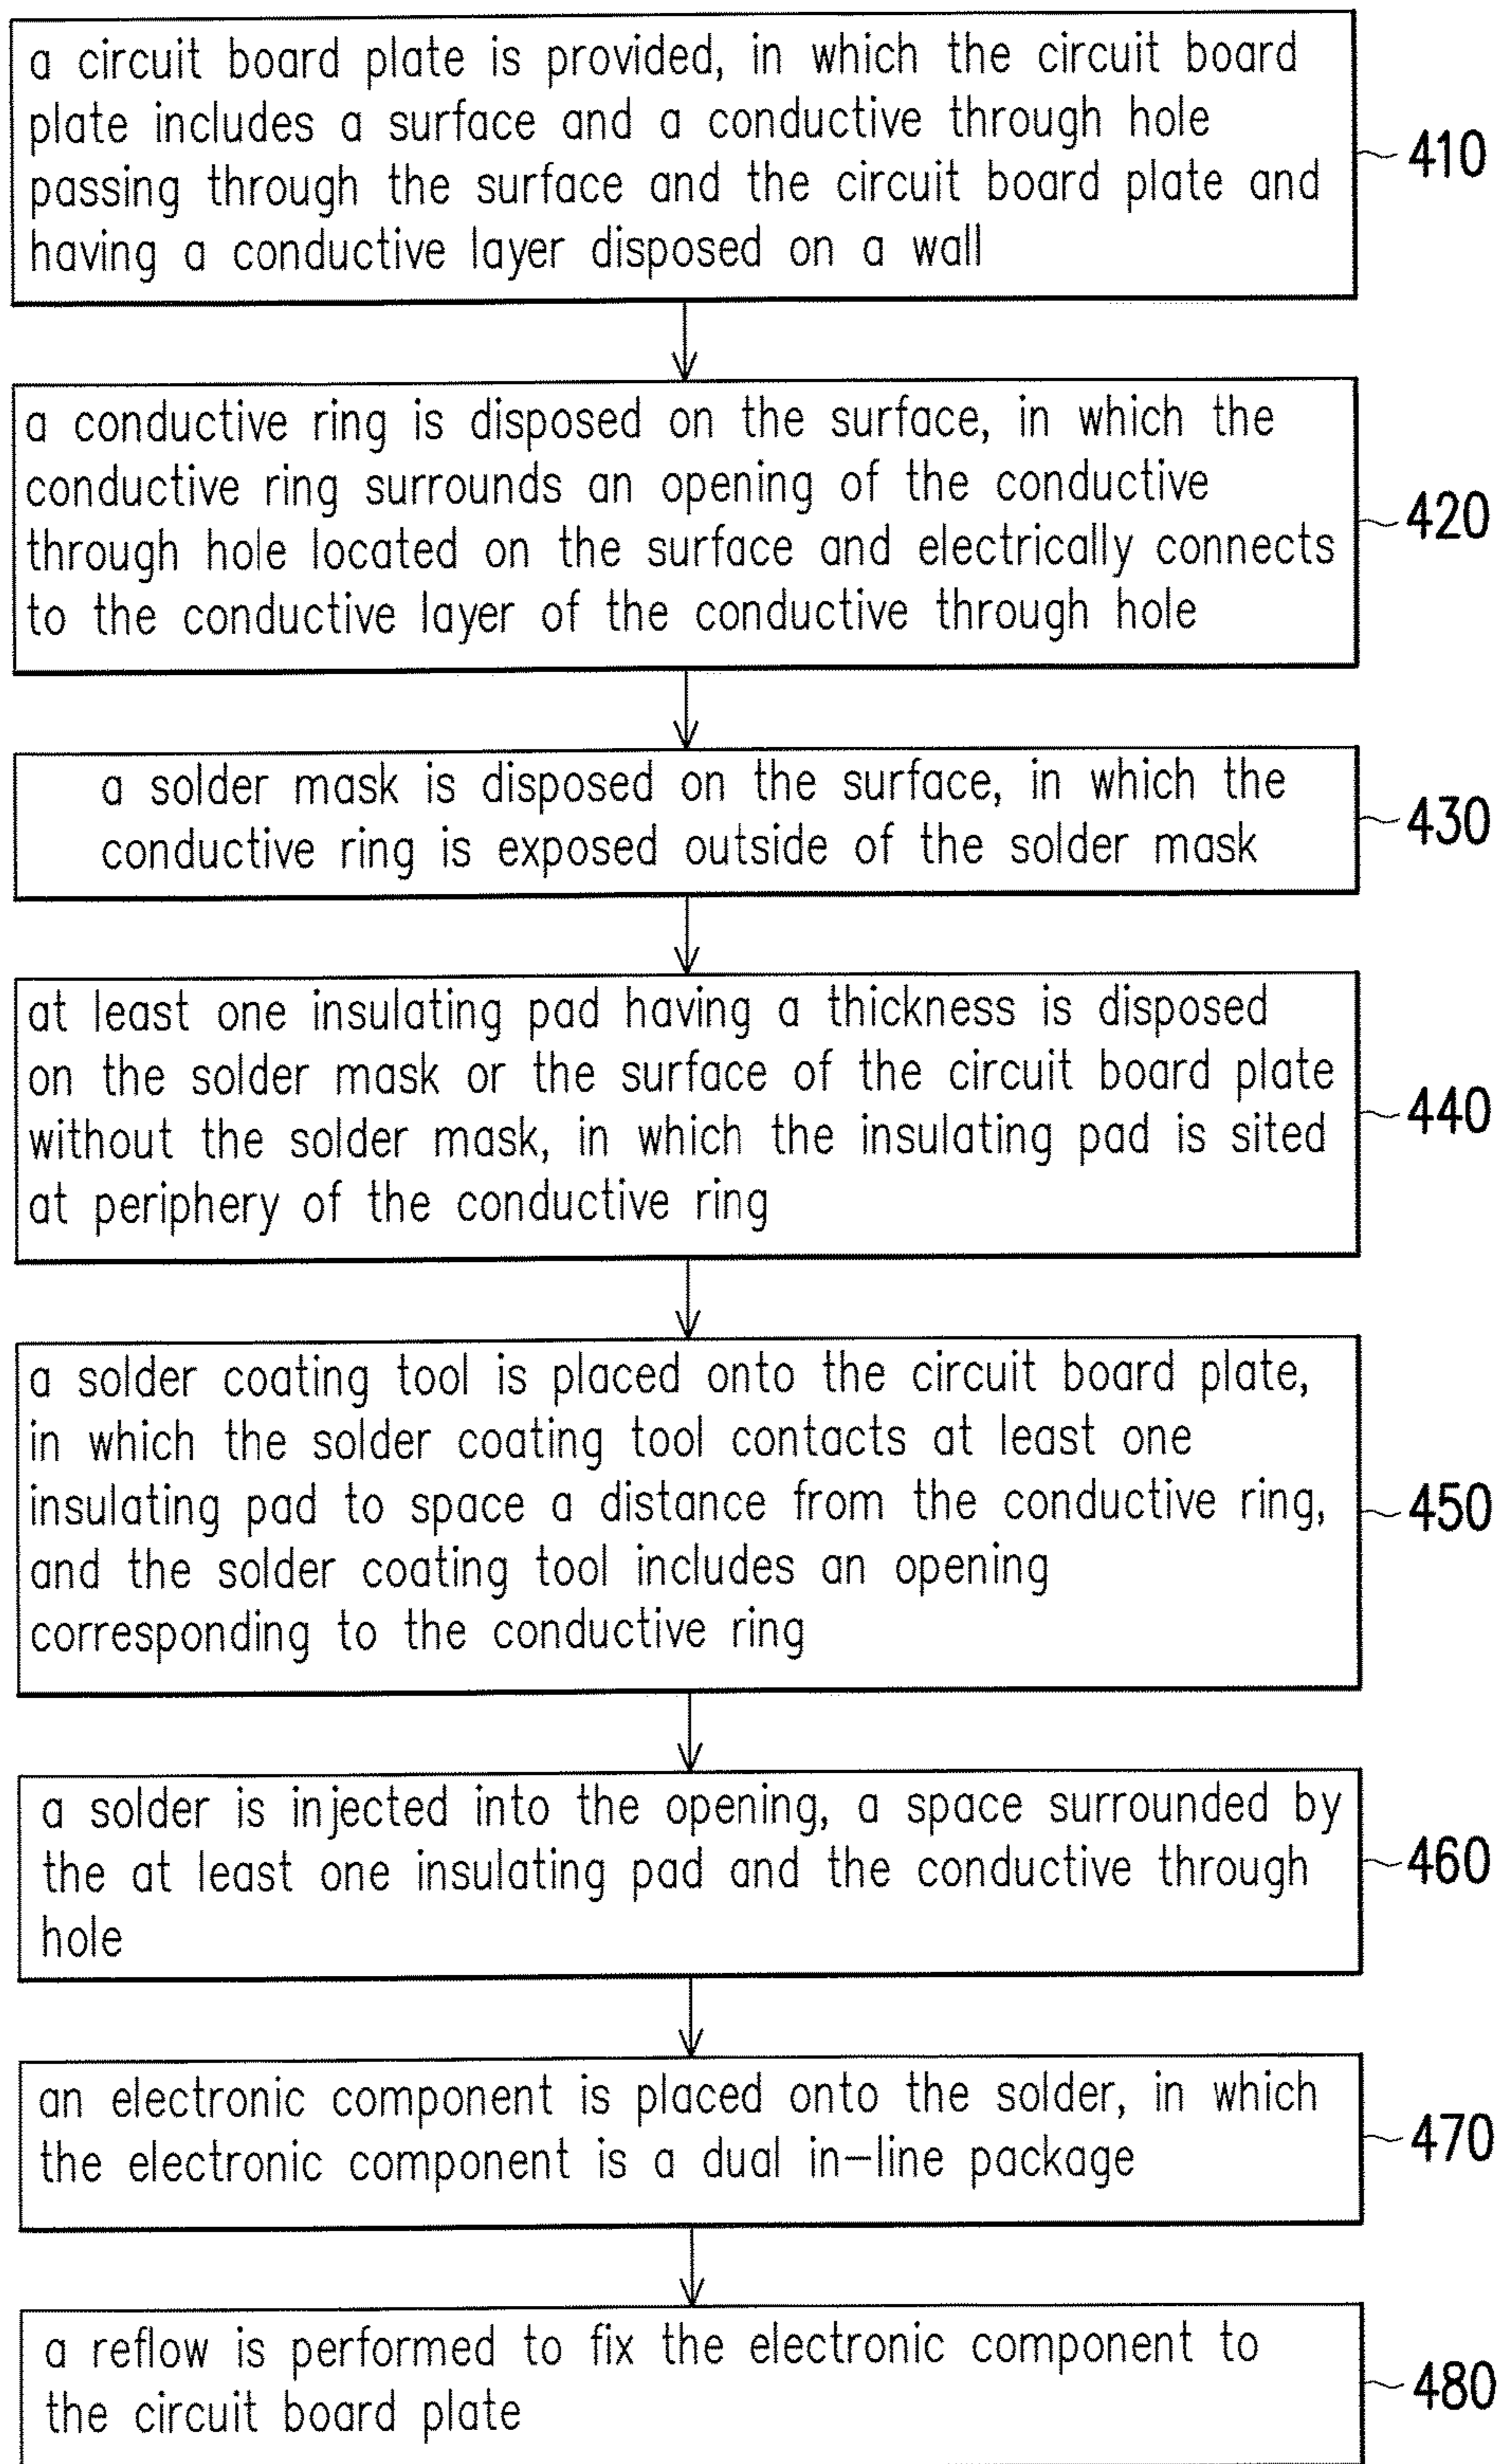 a circuit board plate is provided, in which the circuit board
plate includes a surface and a conductive through hole
passing through the surface and the circuit board plate and
having a conductive layer disposed on a wall
410
a conductive ring is disposed on the surface, in which the
conductive ring surrounds an opening of the conductive
through hole located on the surface and electrically connects
to the conductive layer of the conductive through hole
420
a solder mask is disposed on the surface, in which the
conductive ring is exposed outside of the solder mask
430
at least one insulating pad having a thickness is disposed
on the solder mask or the surface of the circuit board plate
without the solder mask, in which the insulating pad is sited
at periphery of the conductive ring
440
a solder coating tool is placed onto the circuit board plate,
in which the solder coating tool contacts at least one
insulating pad to space a distance from the conductive ring,
and the solder coating tool includes an opening
corresponding to the conductive ring
450
a solder is injected into the opening, a space surrounded by
the at least one insulating pad and the conductive through
hole
460
an electronic component is placed onto the solder, in which
the electronic component is a dual in-line package
470
a reflow is performed to fix the electronic component to
the circuit board plate
480